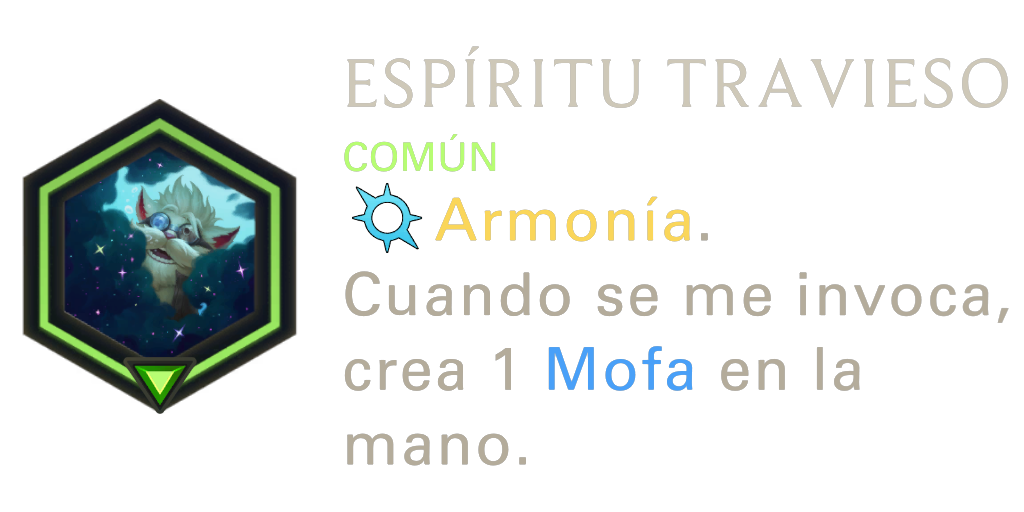 ESPÍRITU TRAVIESO
COMÚN
Armonía.
Cuando se me invoca,
crea 1 Mofa en la
mano.